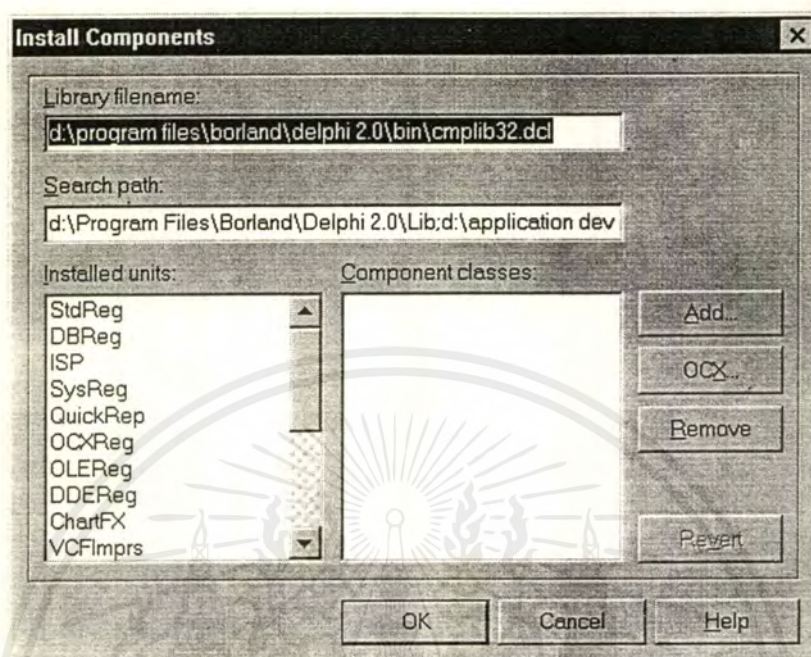 Install Components
Library filename:
d:\program files\borland\delphi 2.0\bin\cmplib32.dcl
Search path:
d:\Program Files\Borland\Delphi 2.0\Lib;d:\application dev
Installed units:
Component classes:
StdReg
DBReg
ISP
SysReg
QuickRep
OCXReg
OLEReg
DDEReg
ChartFX
VCFImprs
Add...
OCX...
Remove
Revert
OK
Cancel
Help